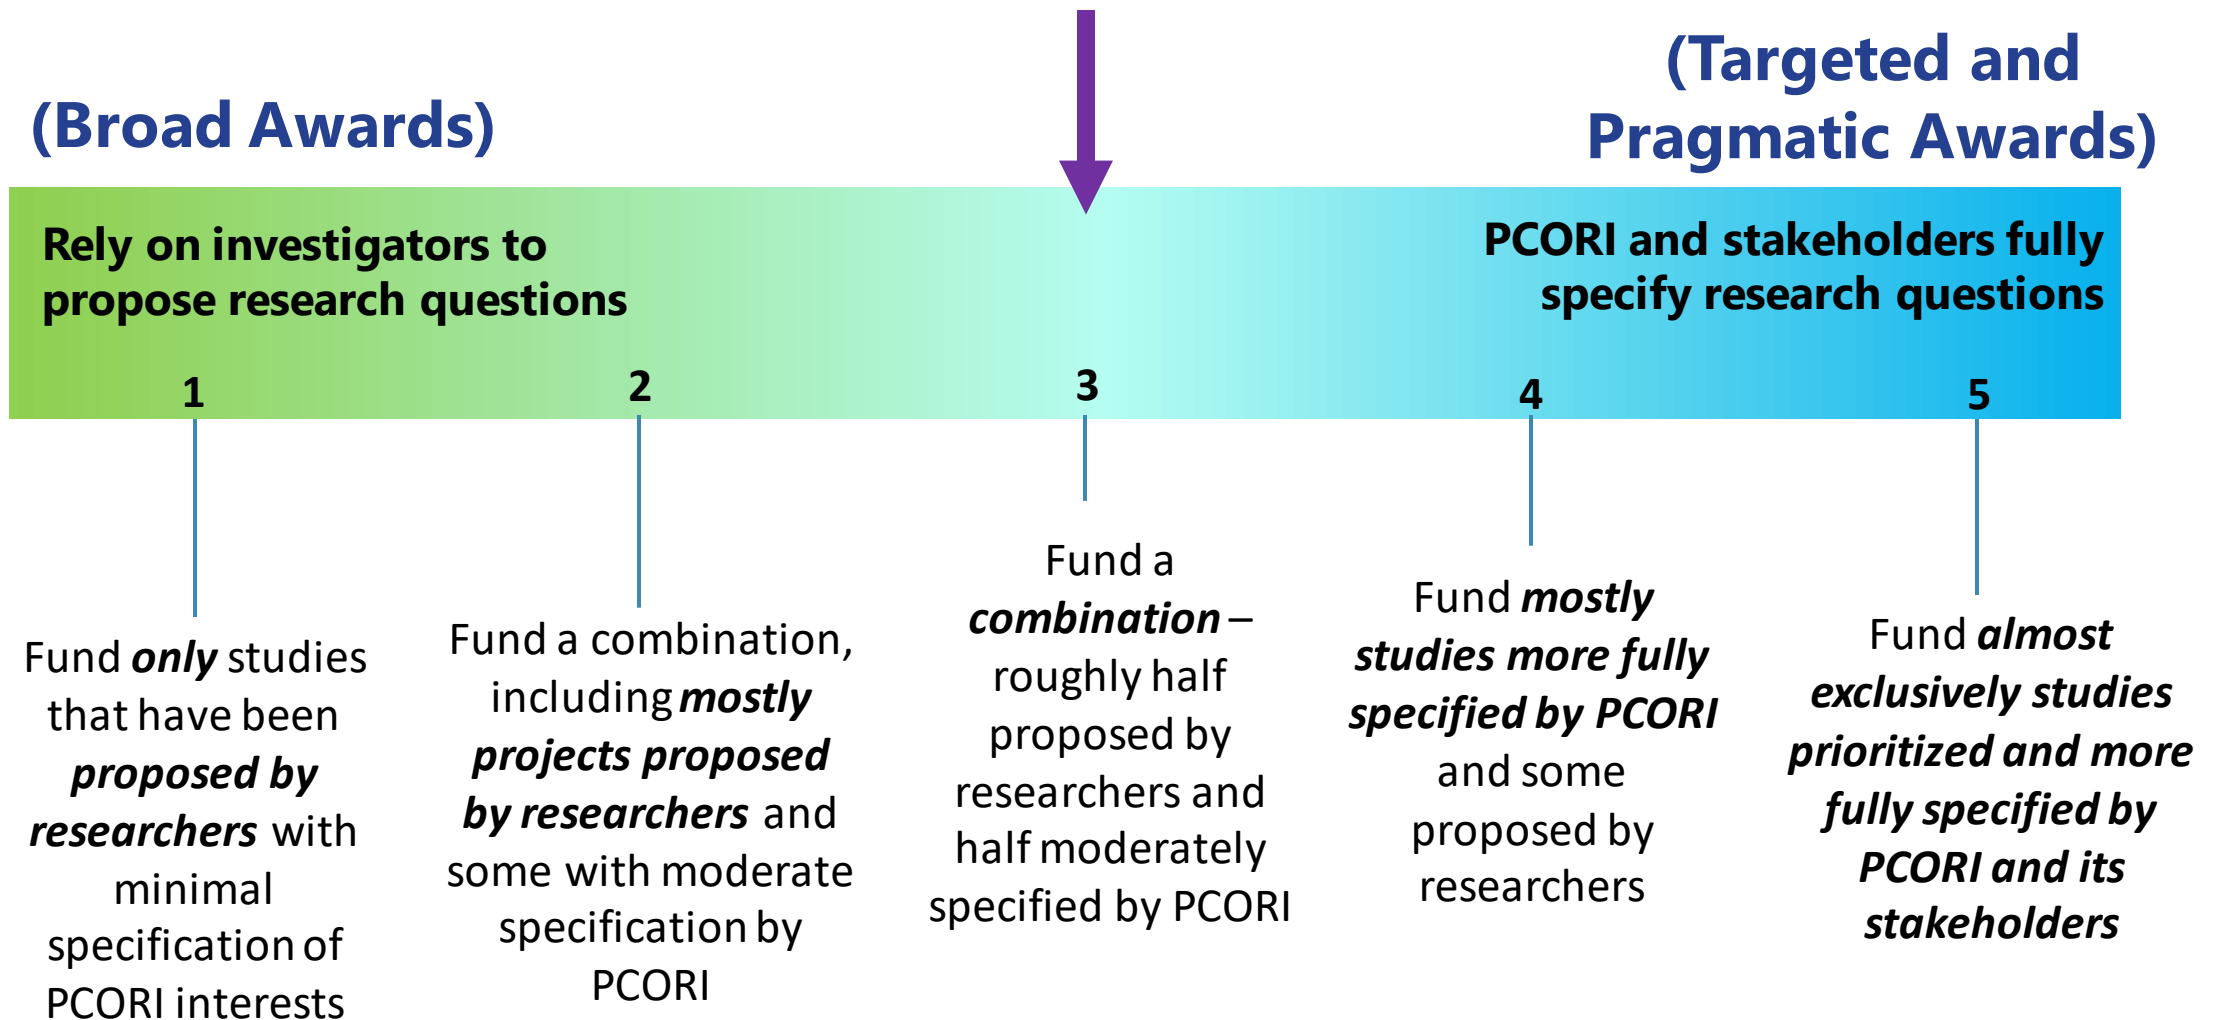 (Broad Awards)
(Targeted and
Pragmatic Awards)
Rely on investigators to
propose research questions
PCORI and stakeholders fully
specify research questions
1
2
3
4
5
Fund only studies
that have been
proposed by
researchers with
minimal
specification of
PCORI interests
Fund a combination,
including mostly
projects proposed
by researchers and
some with moderate
specification by
PCORI
Fund a
combination –
roughly half
proposed by
researchers and
half moderately
specified by PCORI
Fund mostly
studies more fully
specified by PCORI
and some
proposed by
researchers
Fund almost
exclusively studies
prioritized and more
fully specified by
PCORI and its
stakeholders